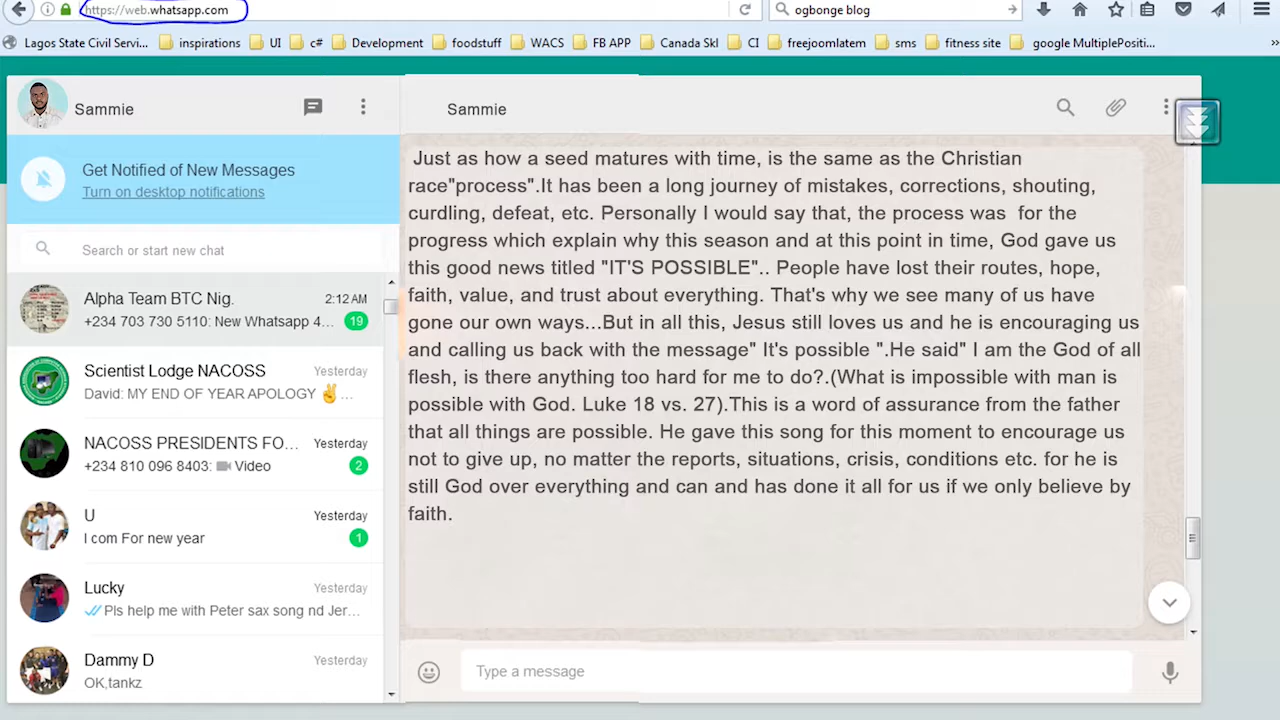 https://web.whatsapp.com
ogbonge blog
Lagos State Civil Servi...
inspirations
UI
c#
Development
foodstuff
WACS
FB APP
Canada Skl
CI
freejoomlatem
sms
fitness site
google MultiplePositi...
Sammie
Get Notified of New Messages
Turn on desktop notifications
Search or start new chat
Alpha Team BTC Nig.
2:12 AM
+234 703 730 5110: New Whatsapp 4...
19
Scientist Lodge NACOSS
Yesterday
David: MY END OF YEAR APOLOGY ✌...
NACOSS PRESIDENTS FO...
Yesterday
+234 810 096 8403: Video
2
U
Yesterday
I com For new year
1
Lucky
Yesterday
Pls help me with Peter sax song nd Jer...
Dammy D
Yesterday
OK,tankz
Sammie
Just as how a seed matures with time, is the same as the Christian
race"process".It has been a long journey of mistakes, corrections, shouting,
curdling, defeat, etc. Personally I would say that, the process was for the
progress which explain why this season and at this point in time, God gave us
this good news titled "IT'S POSSIBLE".. People have lost their routes, hope,
faith, value, and trust about everything. That's why we see many of us have
gone our own ways...But in all this, Jesus still loves us and he is encouraging us
and calling us back with the message" It's possible ".He said" I am the God of all
flesh, is there anything too hard for me to do?.(What is impossible with man is
possible with God. Luke 18 vs. 27).This is a word of assurance from the father
that all things are possible. He gave this song for this moment to encourage us
not to give up, no matter the reports, situations, crisis, conditions etc. for he is
still God over everything and can and has done it all for us if we only believe by
faith.
Type a message